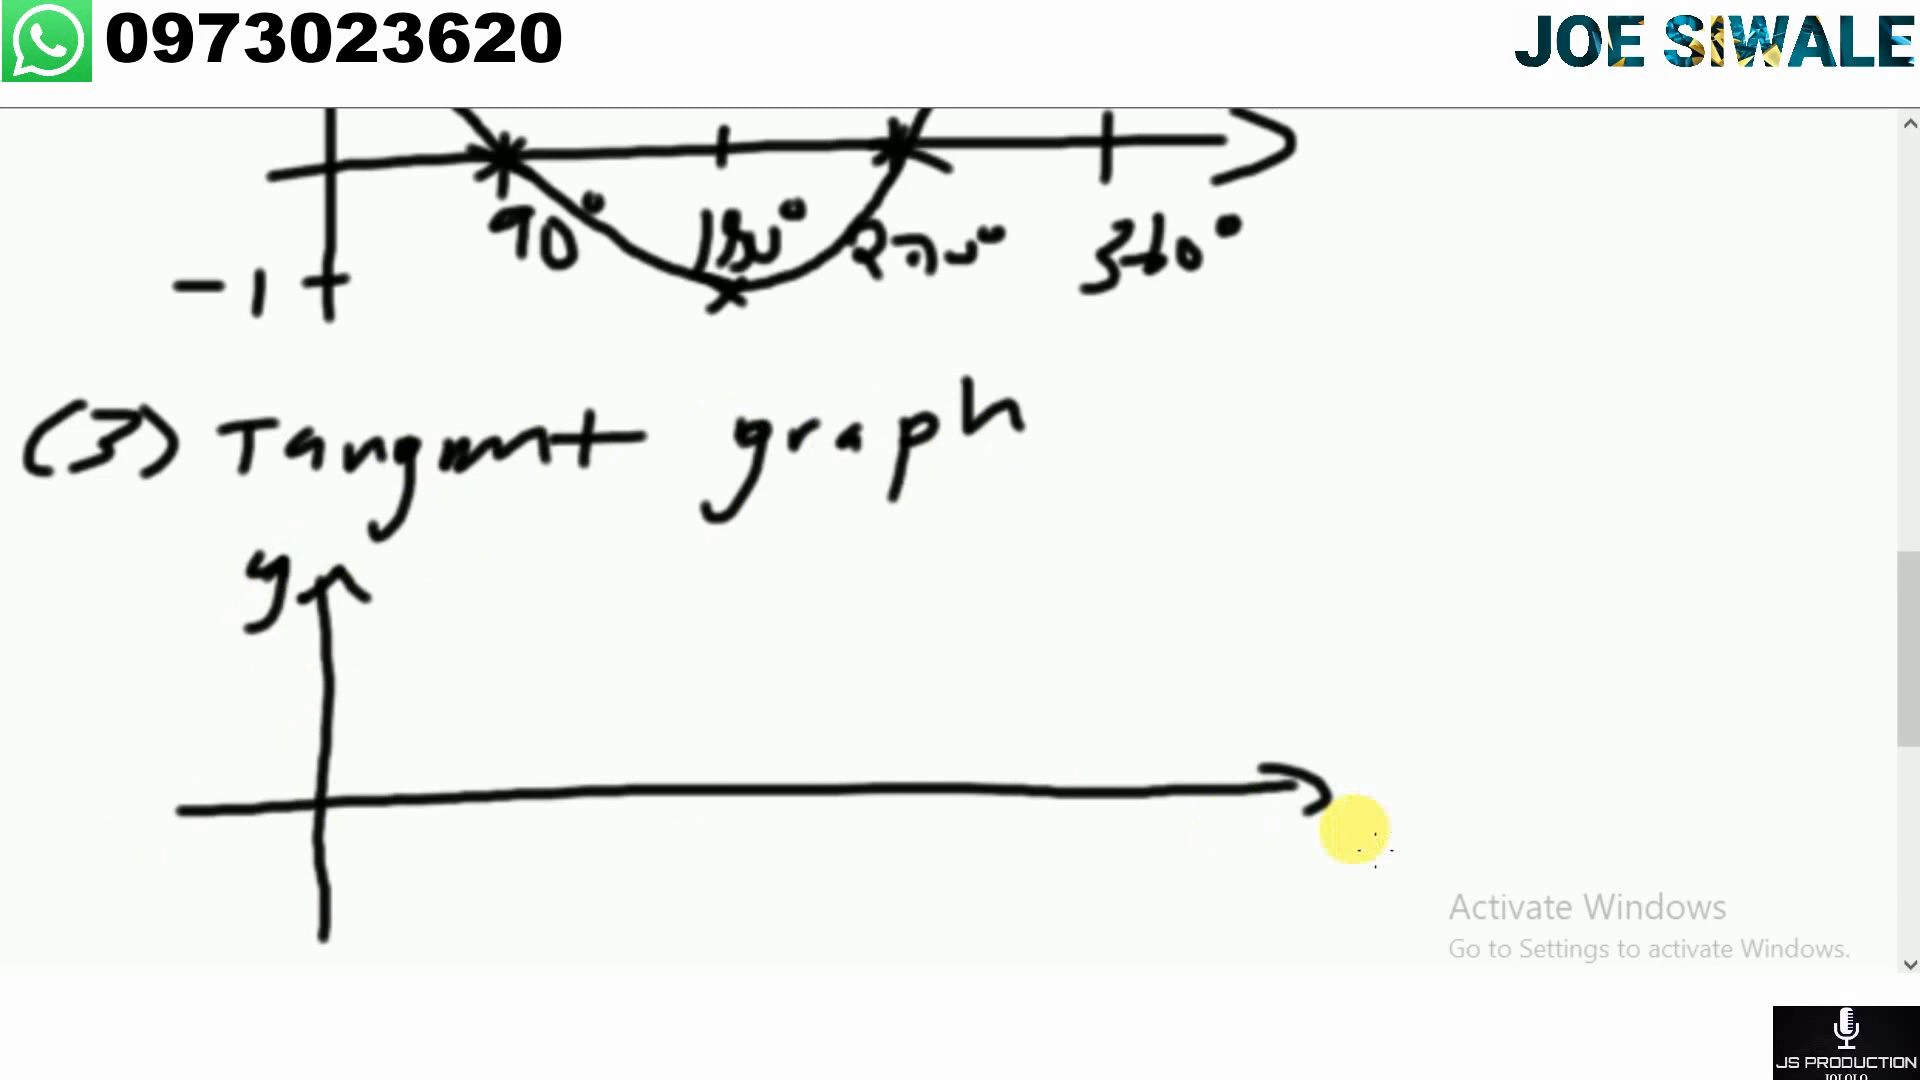 0973023620
JOE SIWALE
90° 180° 270° 360°
-1
(3) Tangent graph
y
Activate Windows
Go to Settings to activate Windows.
JS PRODUCTION